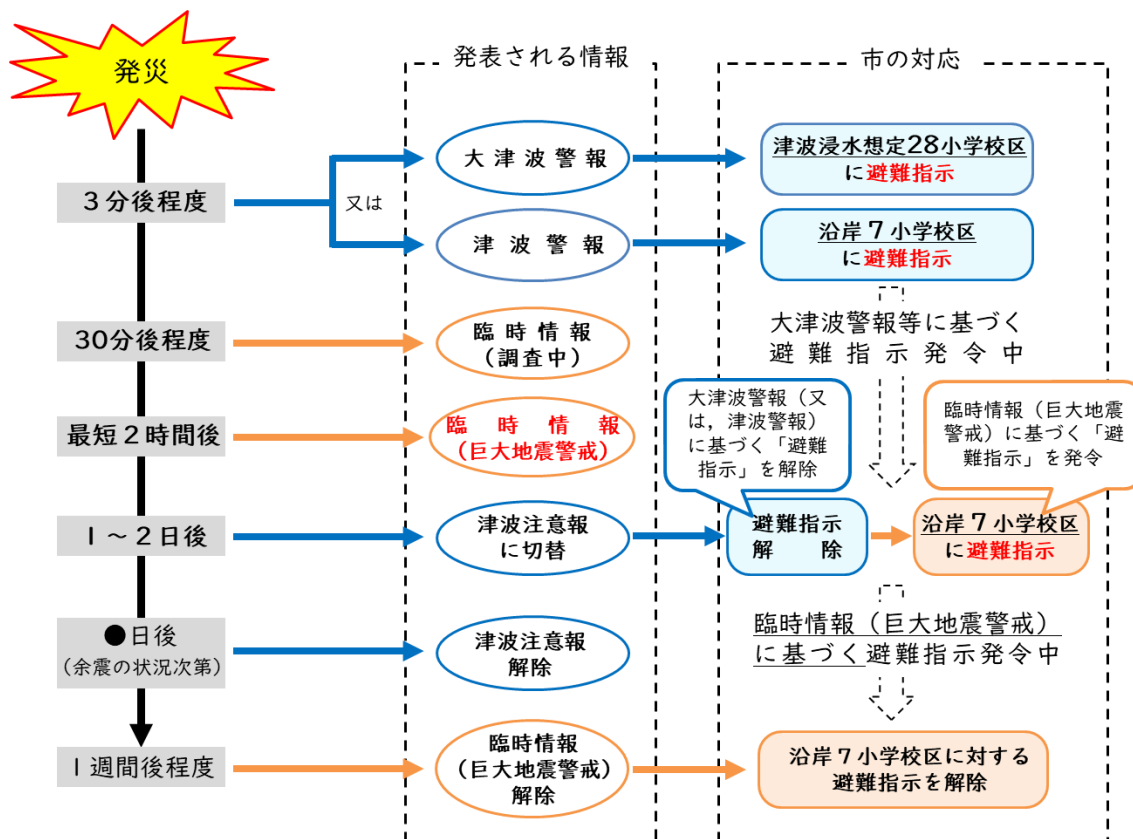 発災
発表される情報
市の対応
3分後程度
又は
大津波警報
津波警報
津波浸水想定28小学校区
に避難指示
沿岸7小学校区
に避難指示
30分後程度
臨時情報
(調査中)
大津波警報等に基づく
避難指示発令中
最短2時間後
臨時情報
(巨大地震警戒)
大津波警報（又
は，津波警報）
に基づく「避難
指示」を解除
臨時情報（巨大地震
警戒）に基づく「避
難指示」を発令
1～2日後
津波注意報
に切替
避難指示
解除
沿岸7小学校区
に避難指示
●日後
(余震の状況次第)
津波注意報
解除
臨時情報（巨大地震警戒）
に基づく避難指示発令中
1週間後程度
臨時情報
(巨大地震警戒)
解除
沿岸7小学校区に対する
避難指示を解除